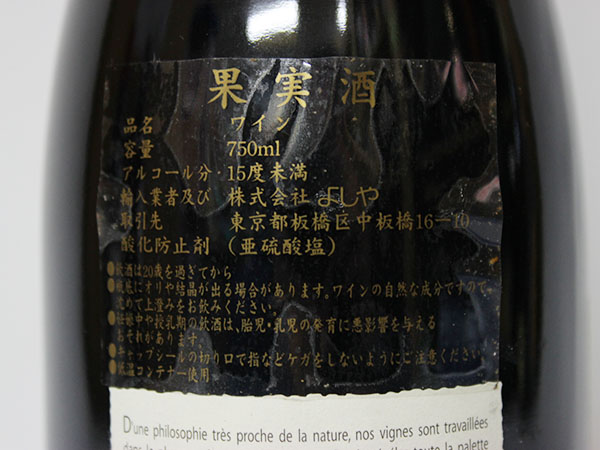 果実酒
品名 ワイン
容量 750ml
アルコール分 15度未満
輸入業者及び 株式会社 よしや
取引先 東京都板橋区中板橋16-10
酸化防止剤 (亜硫酸塩)
●飲酒は20歳を過ぎてから
●瓶底にオリや結晶が出る場合があります。ワインの自然な成分ですので、
めて上澄みをお飲みください。
●妊娠中や授乳期の飲酒は、胎児・乳児の発育に悪影響を与える
おそれがあります。
●キャップシールの切り口で指などケガをしないようにご注意ください
●低温コンテナー使用
D'une philosophie très proche de la nature, nos vignes sont travaillées
toute la palette